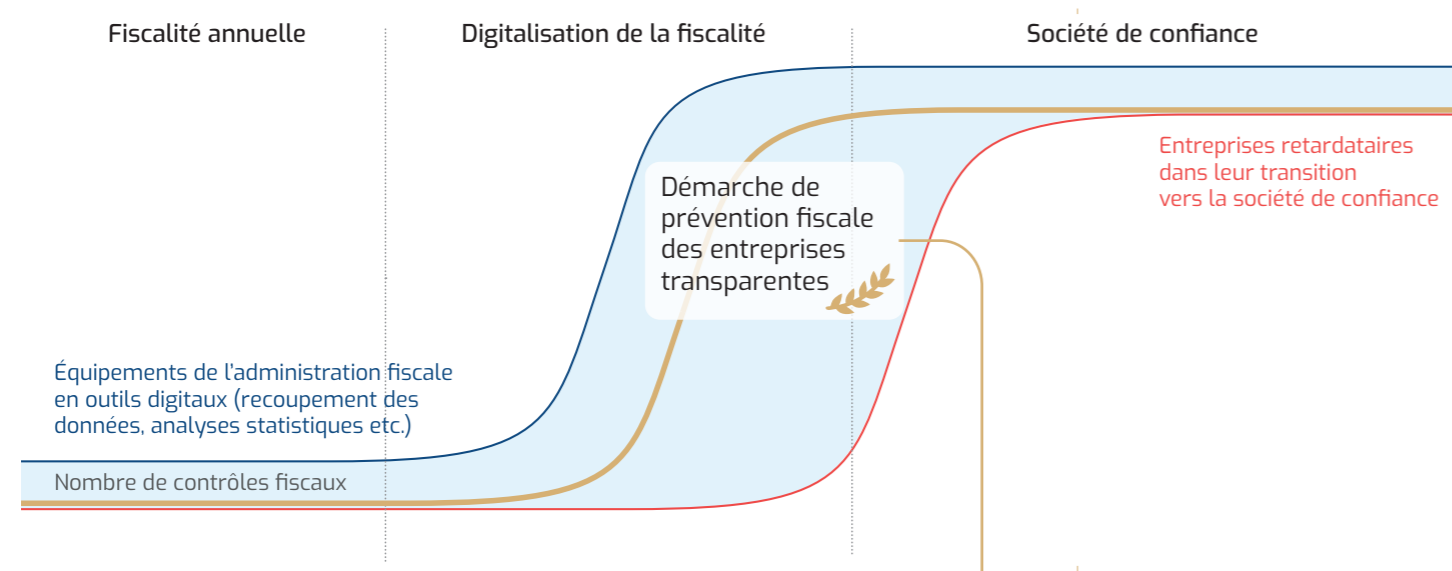 Fiscalité annuelle
Digitalisation de la fiscalité
Société de confiance
Entreprises retardataires
dans leur transition
vers la société de confiance
Démarche de
prévention fiscale
des entreprises
transparentes
Équipements de l'administration fiscale
en outils digitaux (recoupement des
données, analyses statistiques etc.)
Nombre de contrôles fiscaux